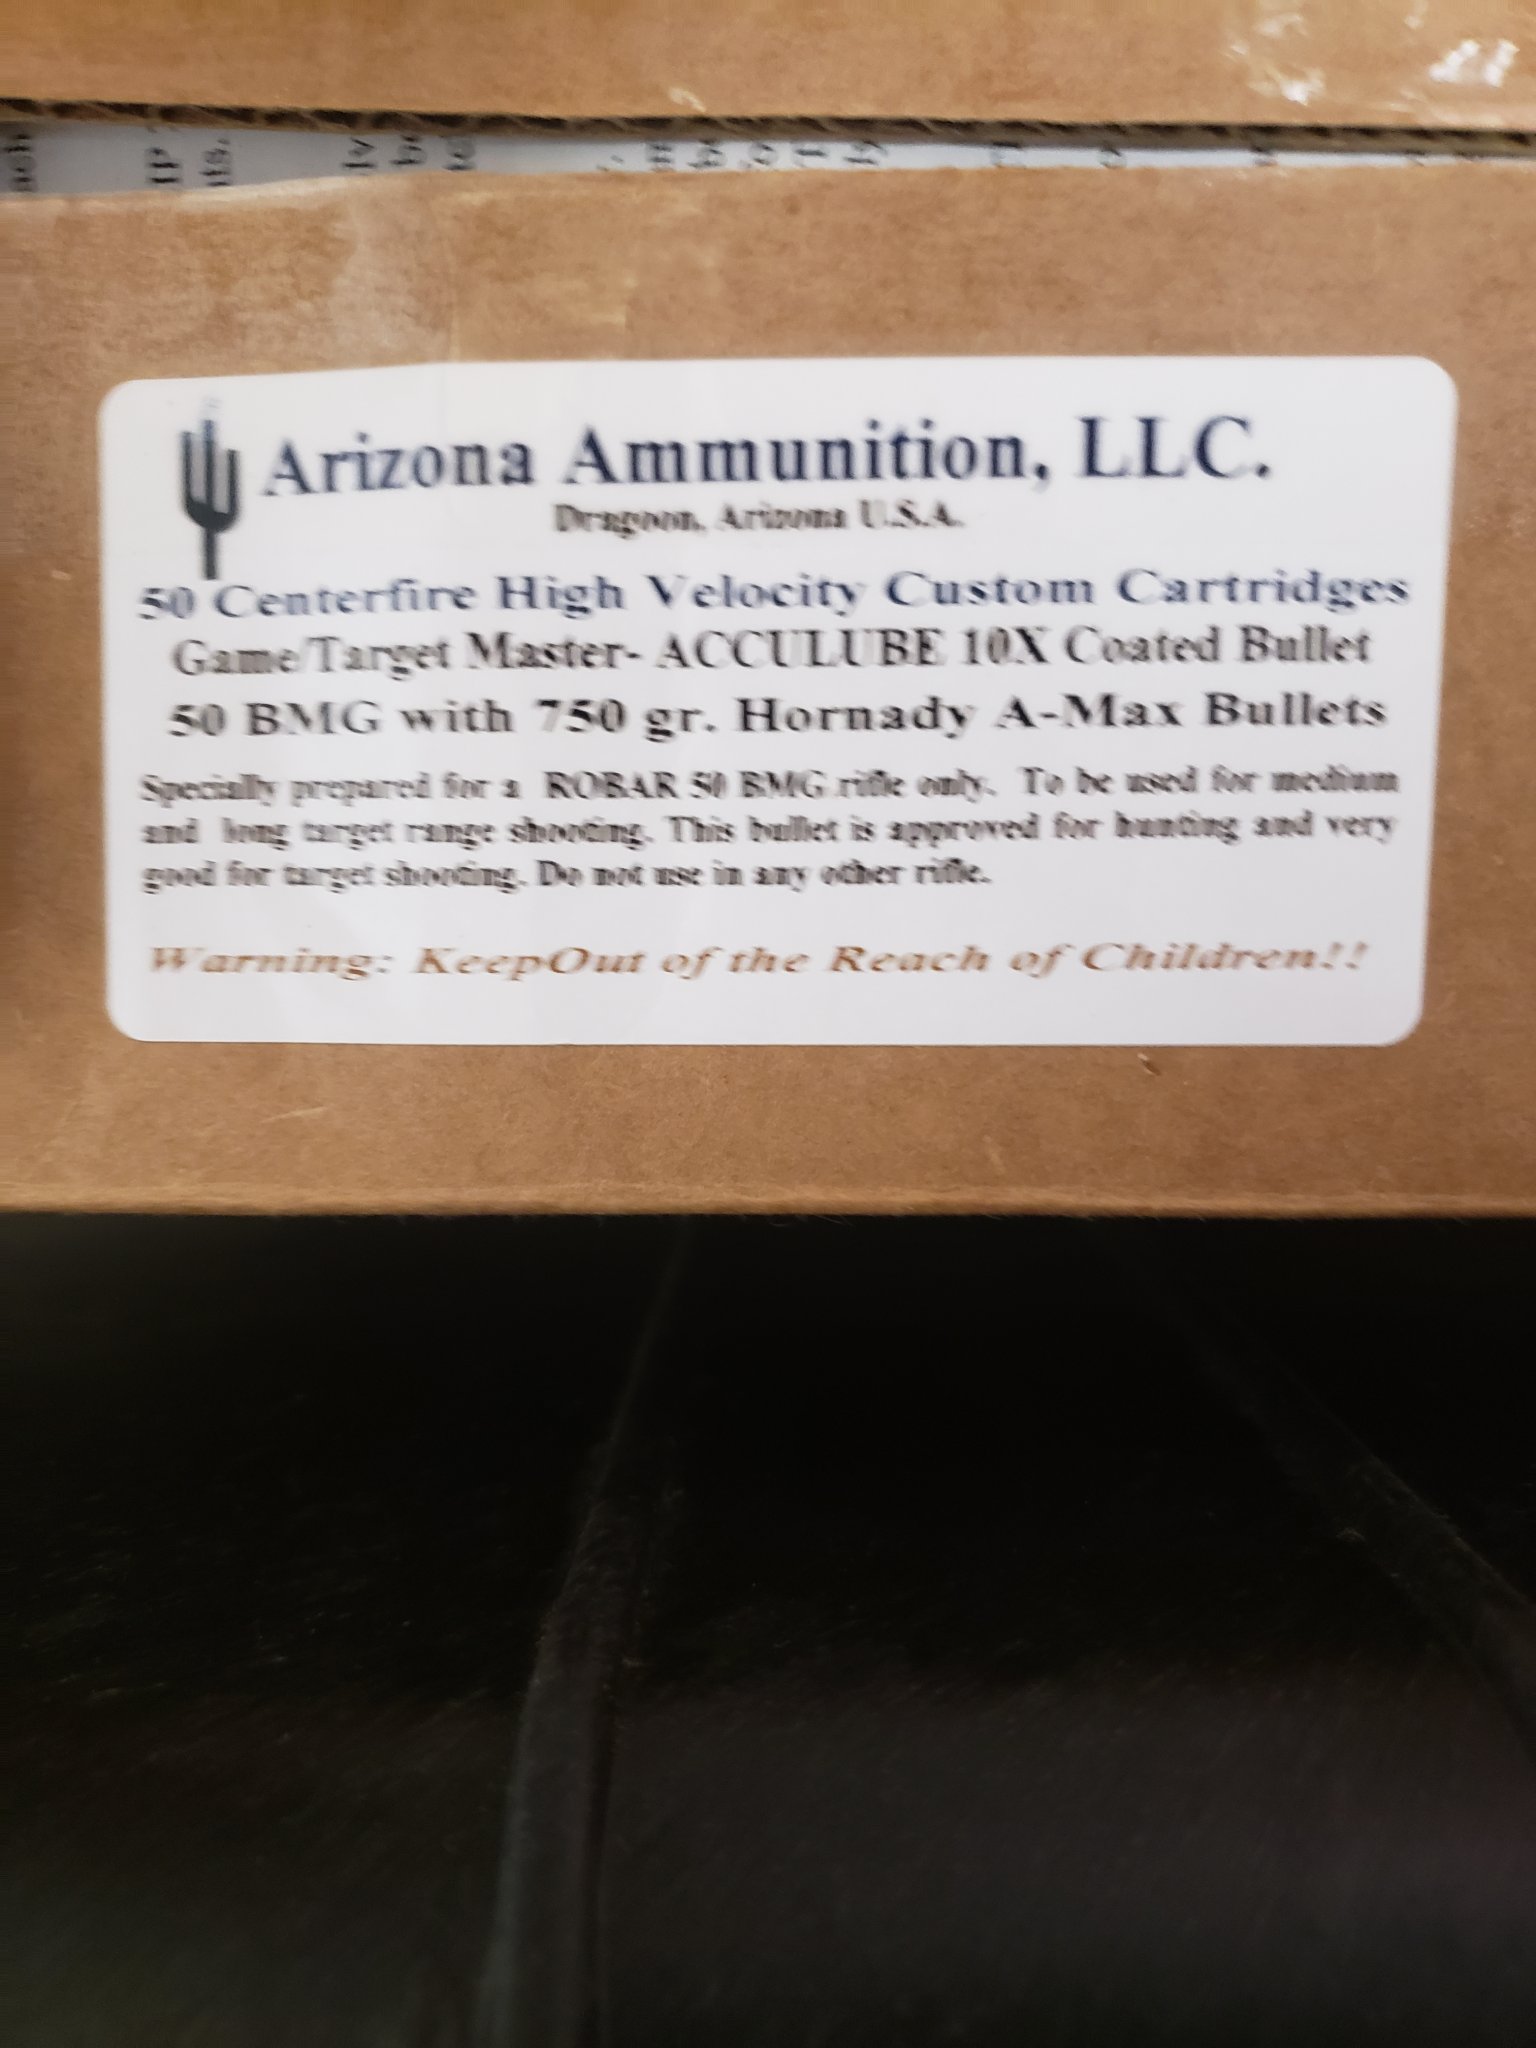 Arizona Ammunition, LLC.
Dragoon, Arizona U.S.A.
50 Centerfire High Velocity Custom Cartridges
Game/Target Master- ACCULUBE 10X Coated Bullet
50 BMG with 750 gr. Hornady A-Max Bullets
Specially prepared for a ROBAR 50 BMG rifle only. To be used for medium
and long target range shooting. This bullet is approved for hunting and very
good for target shooting. Do not use in any other rifle.
Warning: KeepOut of the Reach of Children!!